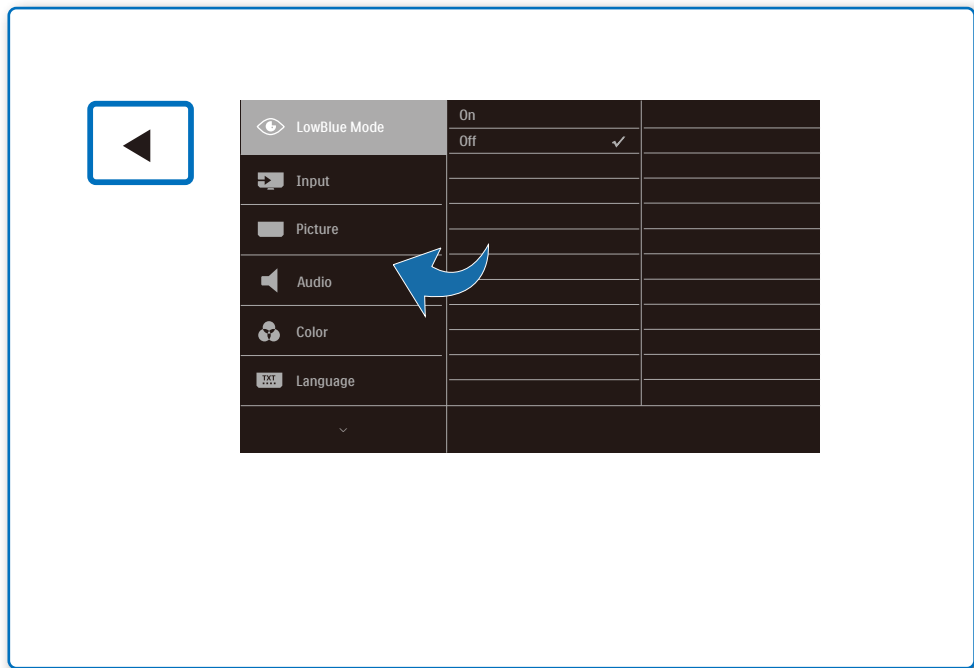 LowBlue Mode
On
Off
Input
Picture
Audio
Color
TXT
Language